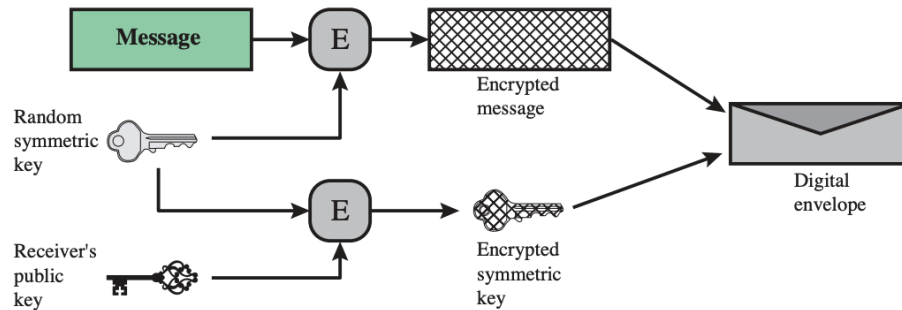 Message
E
Encrypted
message
Random
symmetric
key
Digital
envelope
E
Encrypted
symmetric
key
Receiver's
public
key